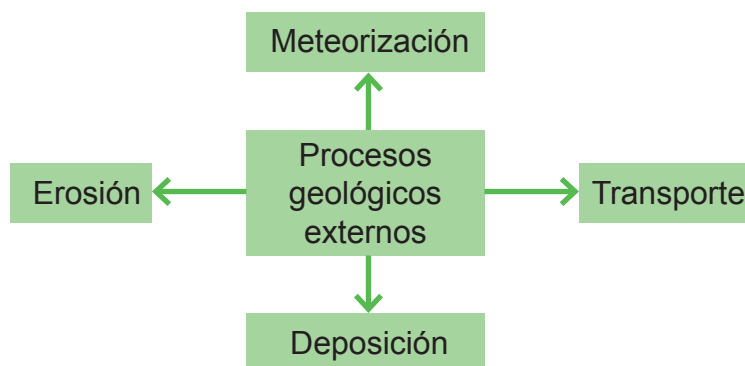 Meteorización
Procesos
geológicos
externos
Erosión
Transporte
Deposición